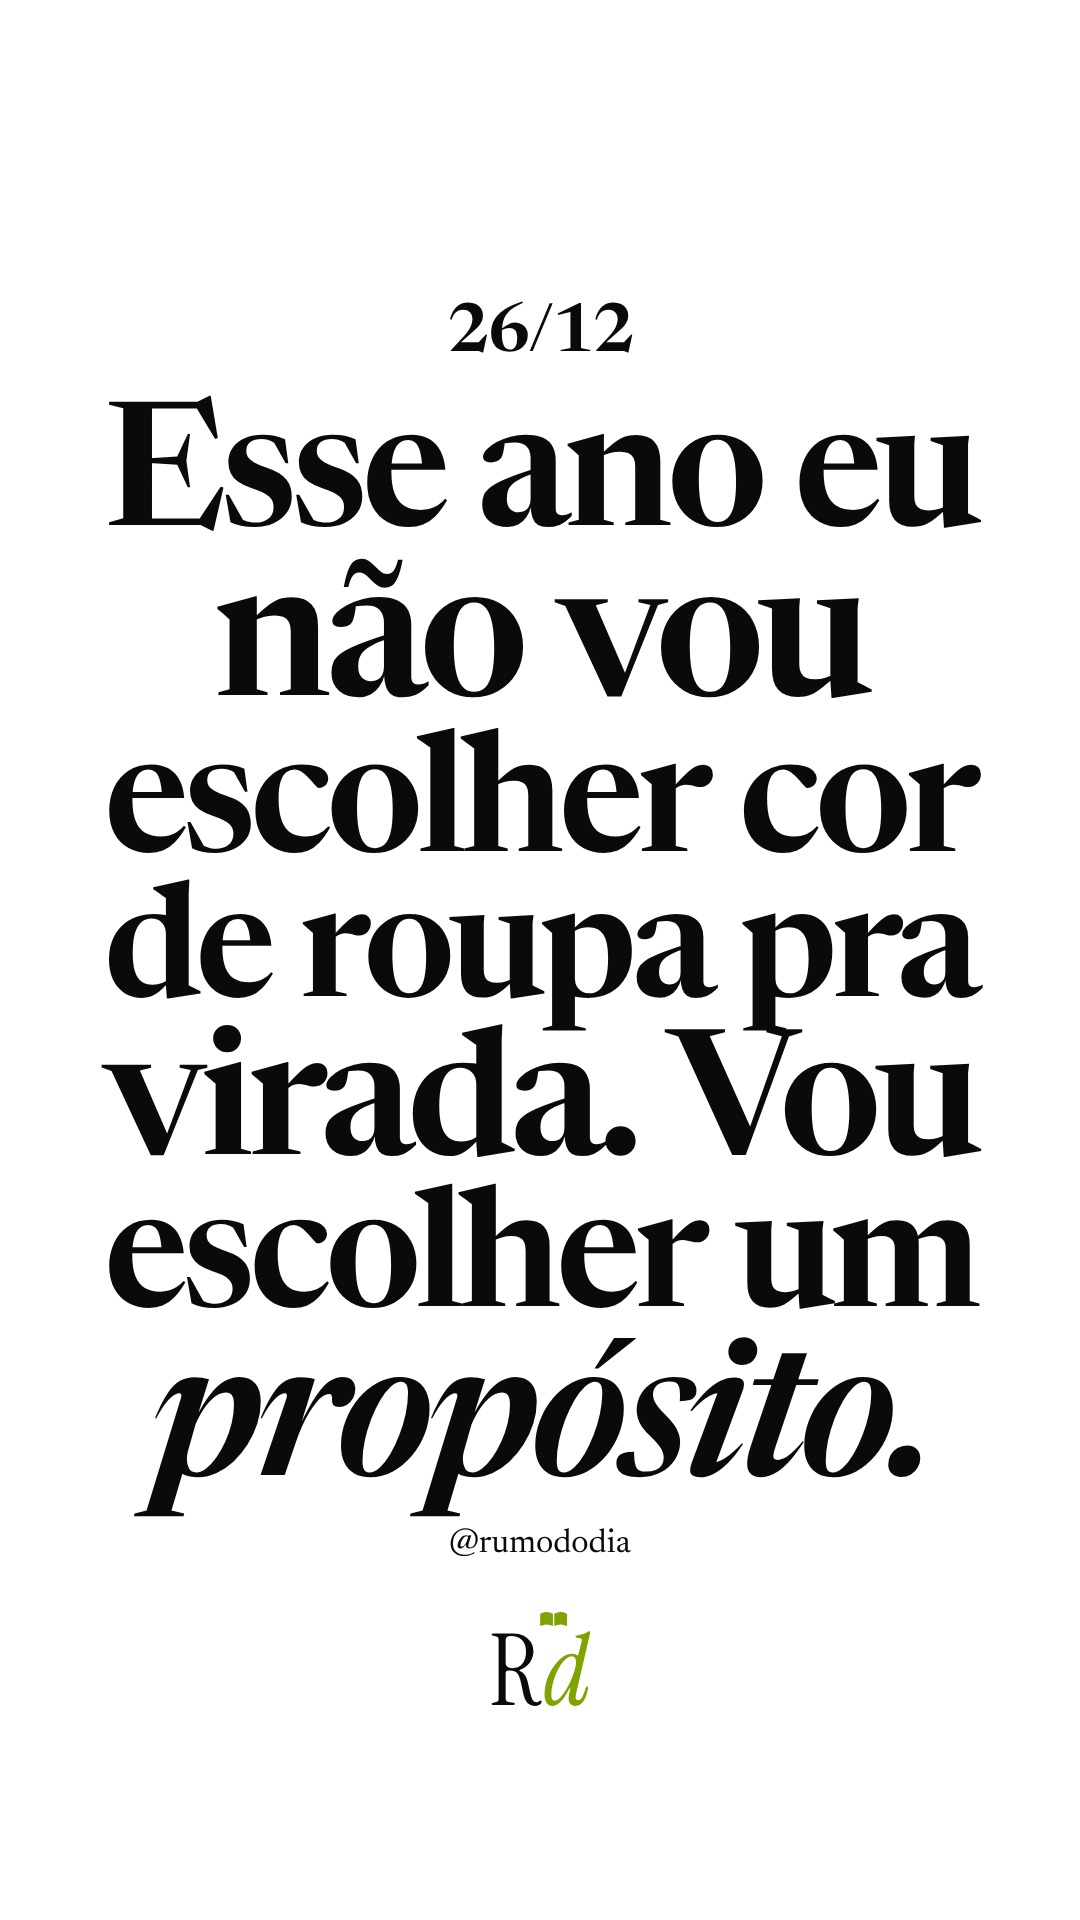 26/12
Esse ano eu
não vou
escolher cor
de roupa pra
virada. Vou
escolher um
propósito.
@rumododia
Rd